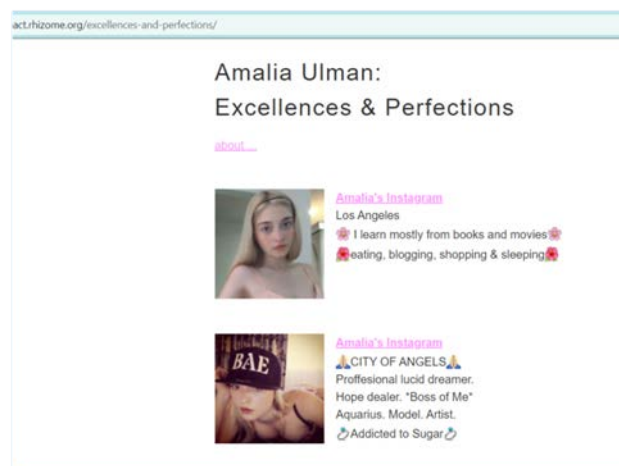 act.rhizome.org/excellences-and-perfections/
Amalia Ulman:
Excellences & Perfections
about ...
Amalia's Instagram
Los Angeles
🌸 I learn mostly from books and movies🌸
🌺eating, blogging, shopping & sleeping🌺
BAE
Amalia's Instagram
🙏CITY OF ANGELS🙏
Proffesional lucid dreamer.
Hope dealer. "Boss of Me"
Aquarius. Model. Artist.
💍Addicted to Sugar💍